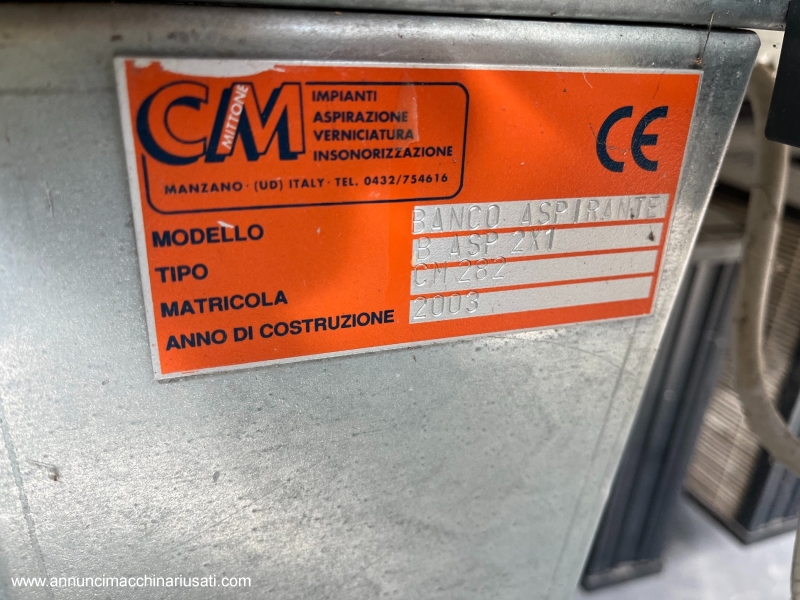 CM
MITTONE
IMPIANTI
ASPIRAZIONE
VERNICIATURA
INSONORIZZAZIONE
MANZANO · (UD) ITALY · TEL. 0432/754616
CE
MODELLO BANCO ASPIRANTE
TIPO B ASP 2X1
MATRICOLA CM 282
ANNO DI COSTRUZIONE 2003
www.annuncimacchinariusati.com